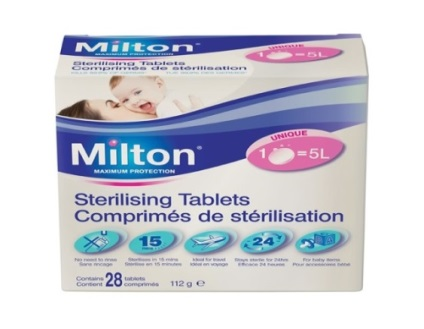 Milton®
Sterilising Tablets
Comprimés de stérilisation
UNIQUE
1 = 5L
Milton®
MAXIMUM PROTECTION
UNIQUE
1 = 5L
Sterilising Tablets
Comprimés de stérilisation
15
MINS
24
No need to rinse
Sans rinçage
Sterilises in 15 mins
Stérilise en 15 minutes
Ideal for travel
Idéal en voyage
Stays sterile for 24hrs
Efficace 24 heures
For baby items
Pour accessoires bébé
Contains 28 tablets
Contient comprimés
112 g ℮